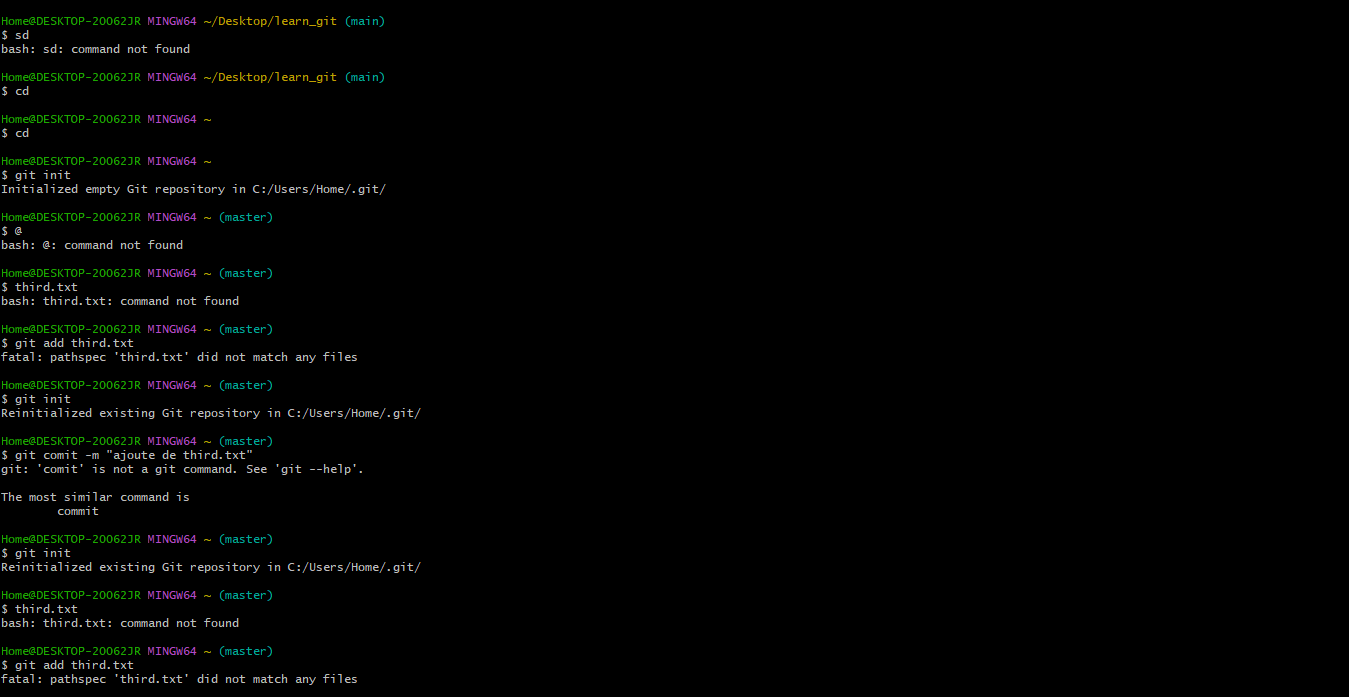 Home@DESKTOP-20062JR MINGW64 ~/Desktop/learn_git (main)
$ sd
bash: sd: command not found
Home@DESKTOP-20062JR MINGW64 ~/Desktop/learn_git (main)
$ cd
Home@DESKTOP-20062JR MINGW64 ~
$ cd
Home@DESKTOP-20062JR MINGW64 ~
$ git init
Initialized empty Git repository in C:/Users/Home/.git/
Home@DESKTOP-20062JR MINGW64 ~ (master)
$ @
bash: @: command not found
Home@DESKTOP-20062JR MINGW64 ~ (master)
$ third.txt
bash: third.txt: command not found
Home@DESKTOP-20062JR MINGW64 ~ (master)
$ git add third.txt
fatal: pathspec 'third.txt' did not match any files
Home@DESKTOP-20062JR MINGW64 ~ (master)
$ git init
Reinitialized existing Git repository in C:/Users/Home/.git/
Home@DESKTOP-20062JR MINGW64 ~ (master)
$ git comit -m "ajoute de third.txt"
git: 'comit' is not a git command. See 'git --help'.
The most similar command is
commit
Home@DESKTOP-20062JR MINGW64 ~ (master)
$ git init
Reinitialized existing Git repository in C:/Users/Home/.git/
Home@DESKTOP-20062JR MINGW64 ~ (master)
$ third.txt
bash: third.txt: command not found
Home@DESKTOP-20062JR MINGW64 ~ (master)
$ git add third.txt
fatal: pathspec 'third.txt' did not match any files